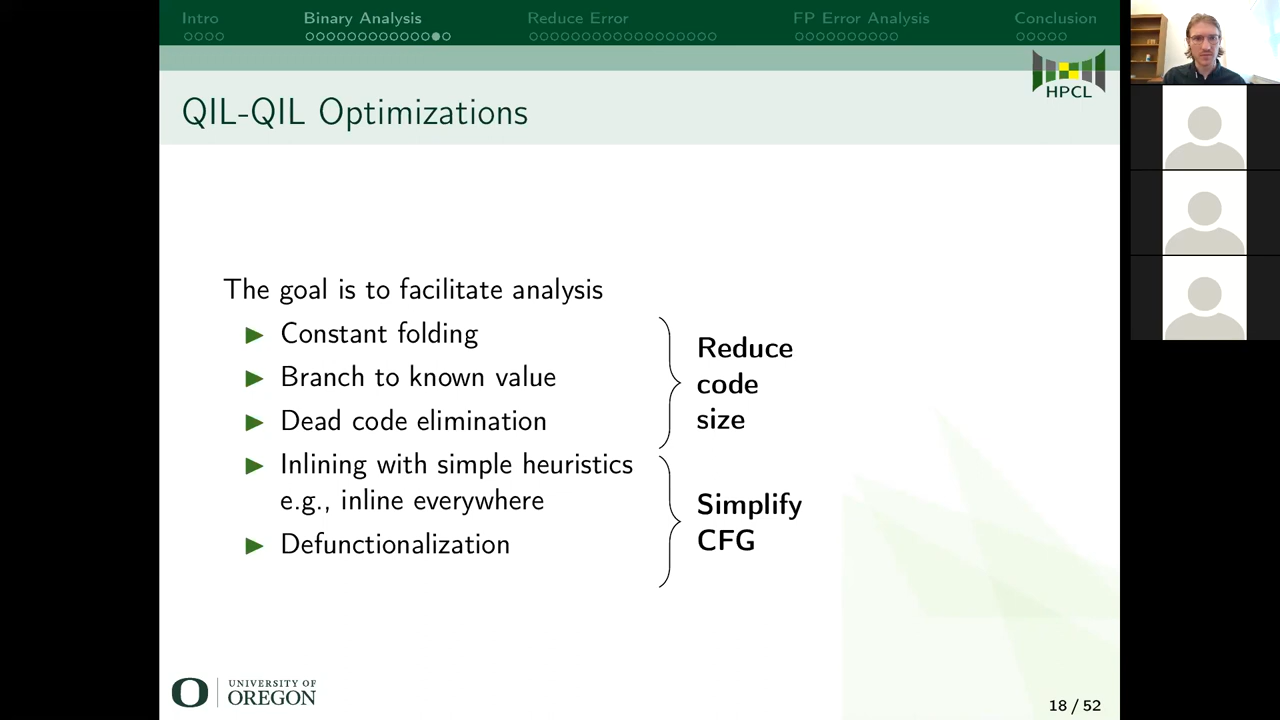 Intro Binary Analysis Reduce Error FP Error Analysis Conclusion
HPCL
QIL-QIL Optimizations
The goal is to facilitate analysis
Constant folding
Branch to known value
Dead code elimination
Reduce
code
size
Inlining with simple heuristics
e.g., inline everywhere
Defunctionalization
Simplify
CFG
O UNIVERSITY OF
OREGON
18 / 52